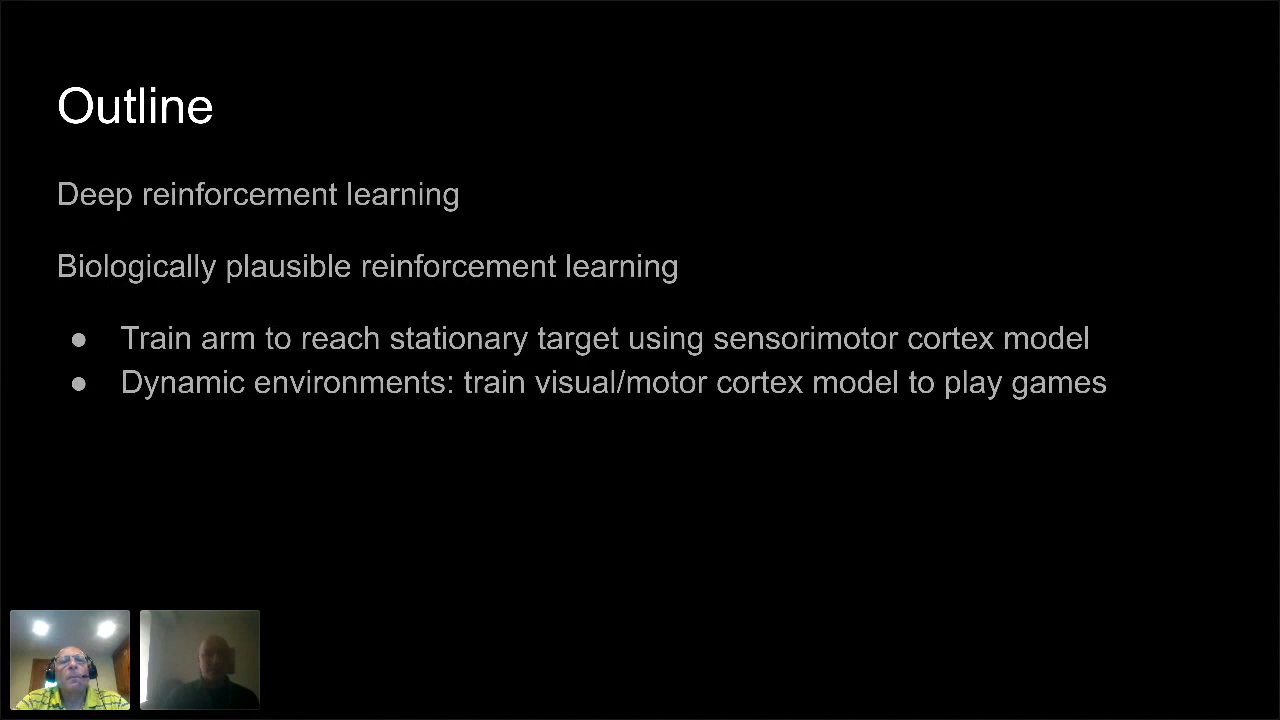 Outline
Deep reinforcement learning
Biologically plausible reinforcement learning
● Train arm to reach stationary target using sensorimotor cortex model
● Dynamic environments: train visual/motor cortex model to play games